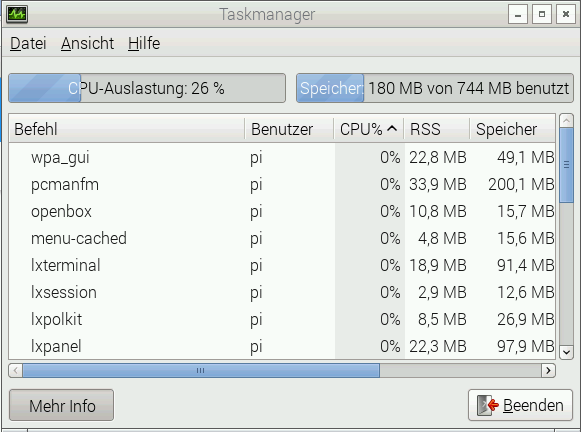 Taskmanager
Datei Ansicht Hilfe
CPU-Auslastung: 26 % Speicher: 180 MB von 744 MB benutzt
Befehl Benutzer CPU% RSS Speicher
wpa_gui pi 0% 22,8 MB 49,1 MB
pcmanfm pi 0% 33,9 MB 200,1 MB
openbox pi 0% 10,8 MB 15,7 MB
menu-cached pi 0% 4,8 MB 15,6 MB
lxterminal pi 0% 18,9 MB 91,4 MB
lxsession pi 0% 2,9 MB 12,6 MB
lxpolkit pi 0% 8,5 MB 26,9 MB
lxpanel pi 0% 22,3 MB 97,9 MB
Mehr Info Beenden